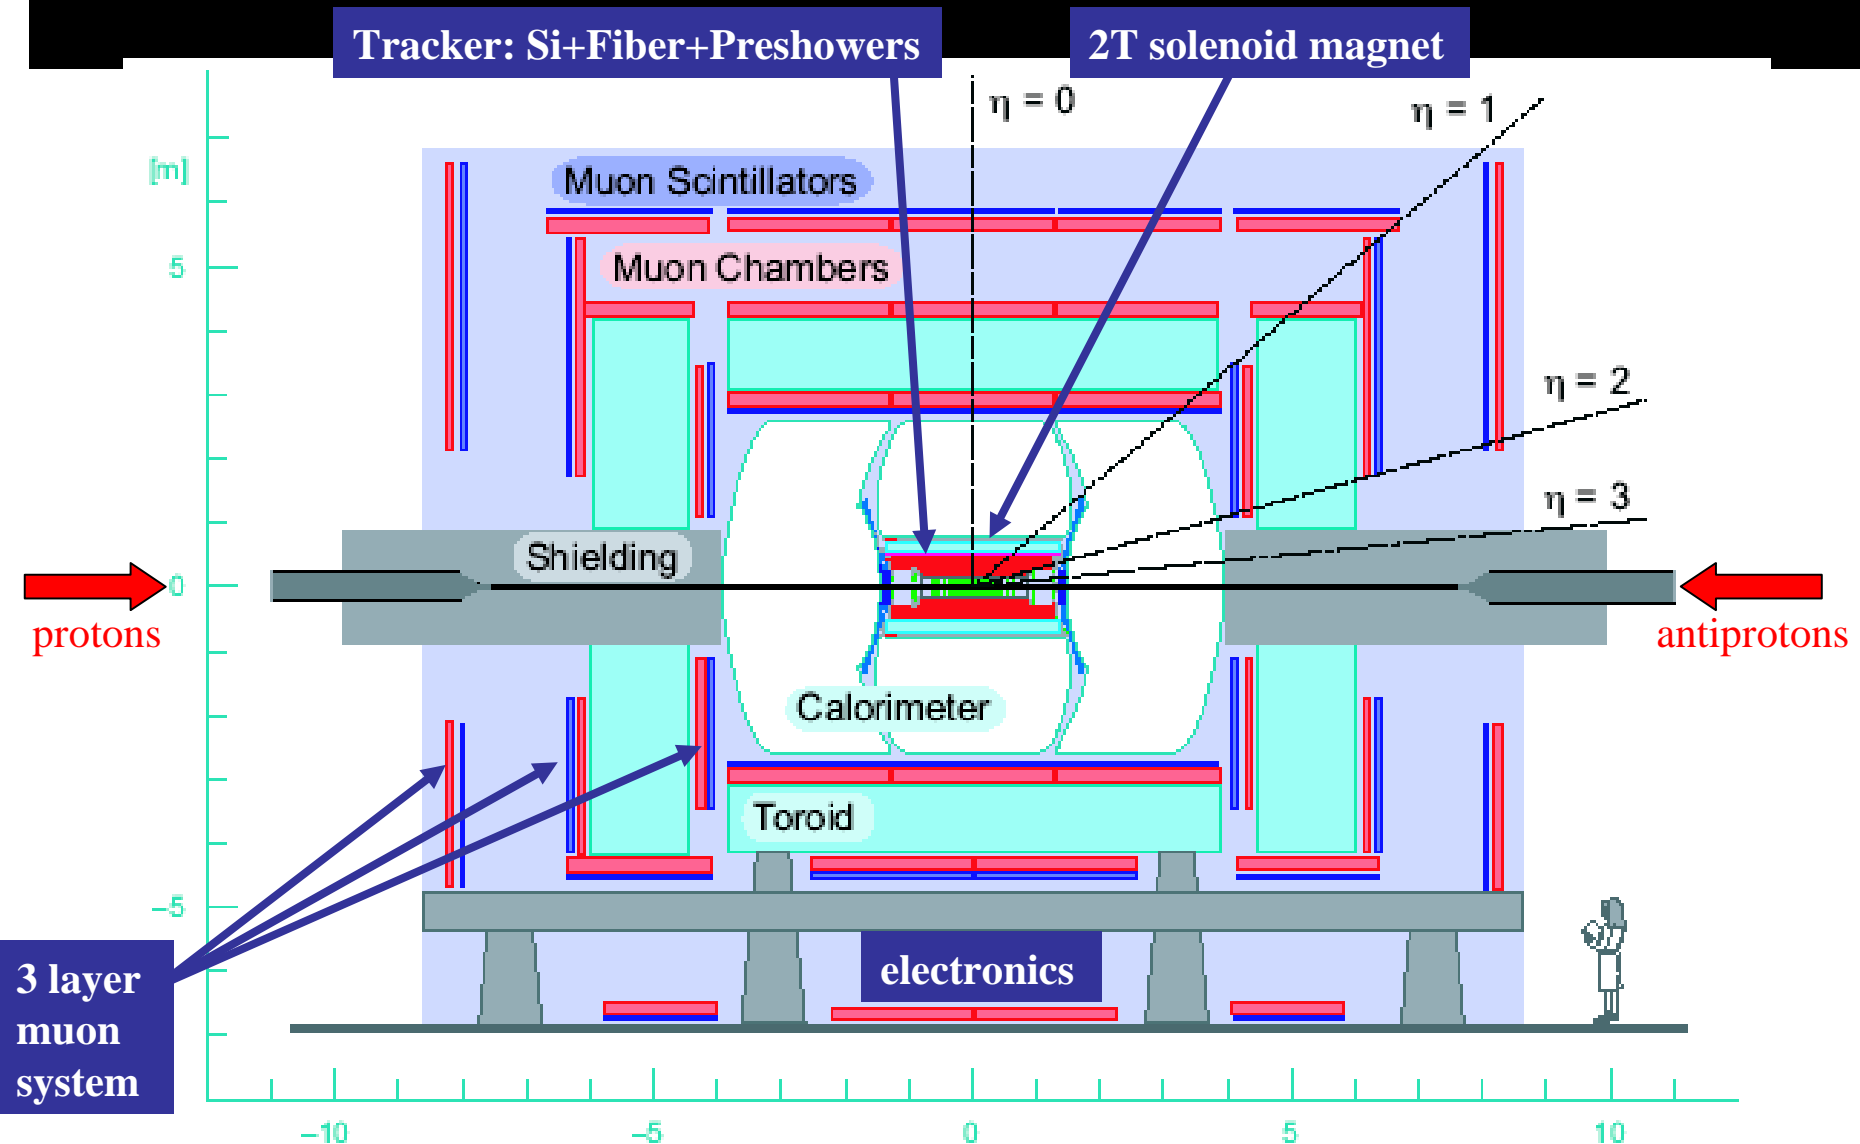 Tracker: Si+Fiber+Preshowers
2T solenoid magnet
η = 0
η = 1
[m]
Muon Scintillators
5
Muon Chambers
η = 2
η = 3
Shielding
0
protons
antiprotons
Calorimeter
Toroid
−5
3 layer
muon
system
electronics
−10
−5
0
5
10